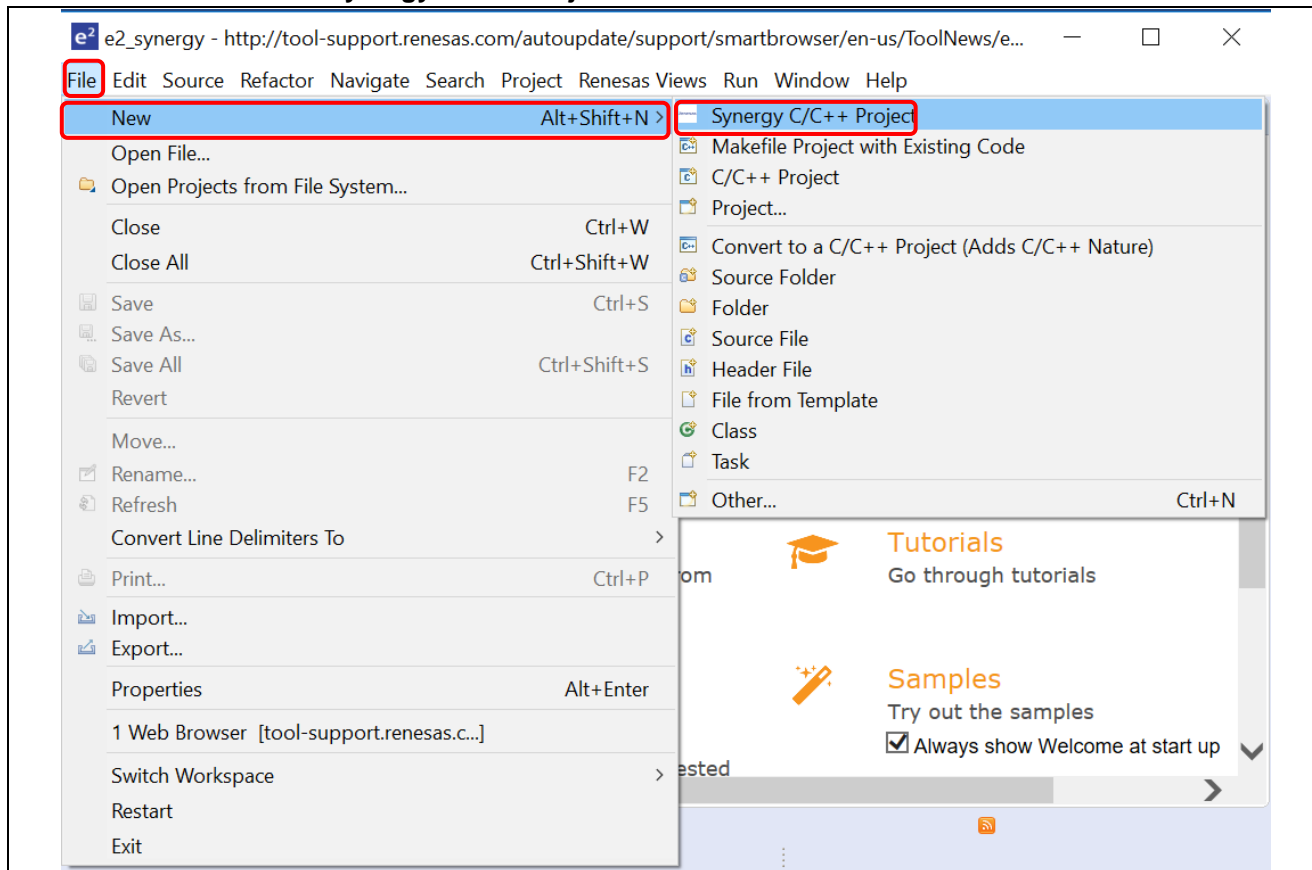 e² e2_synergy - http://tool-support.renesas.com/autoupdate/support/smartbrowser/en-us/ToolNews/e...
File Edit Source Refactor Navigate Search Project Renesas Views Run Window Help
New Alt+Shift+N >
Open File...
Open Projects from File System...
Close Ctrl+W
Close All Ctrl+Shift+W
Save Ctrl+S
Save As...
Save All Ctrl+Shift+S
Revert
Move...
Rename... F2
Refresh F5
Convert Line Delimiters To >
Print... Ctrl+P
Import...
Export...
Properties Alt+Enter
1 Web Browser [tool-support.renesas.c...]
Switch Workspace >
Restart
Exit
Synergy C/C++ Project
Makefile Project with Existing Code
C/C++ Project
Project...
Convert to a C/C++ Project (Adds C/C++ Nature)
Source Folder
Folder
Source File
Header File
File from Template
Class
Task
Other... Ctrl+N
Tutorials
om Go through tutorials
Samples
Try out the samples
Always show Welcome at start up
ested